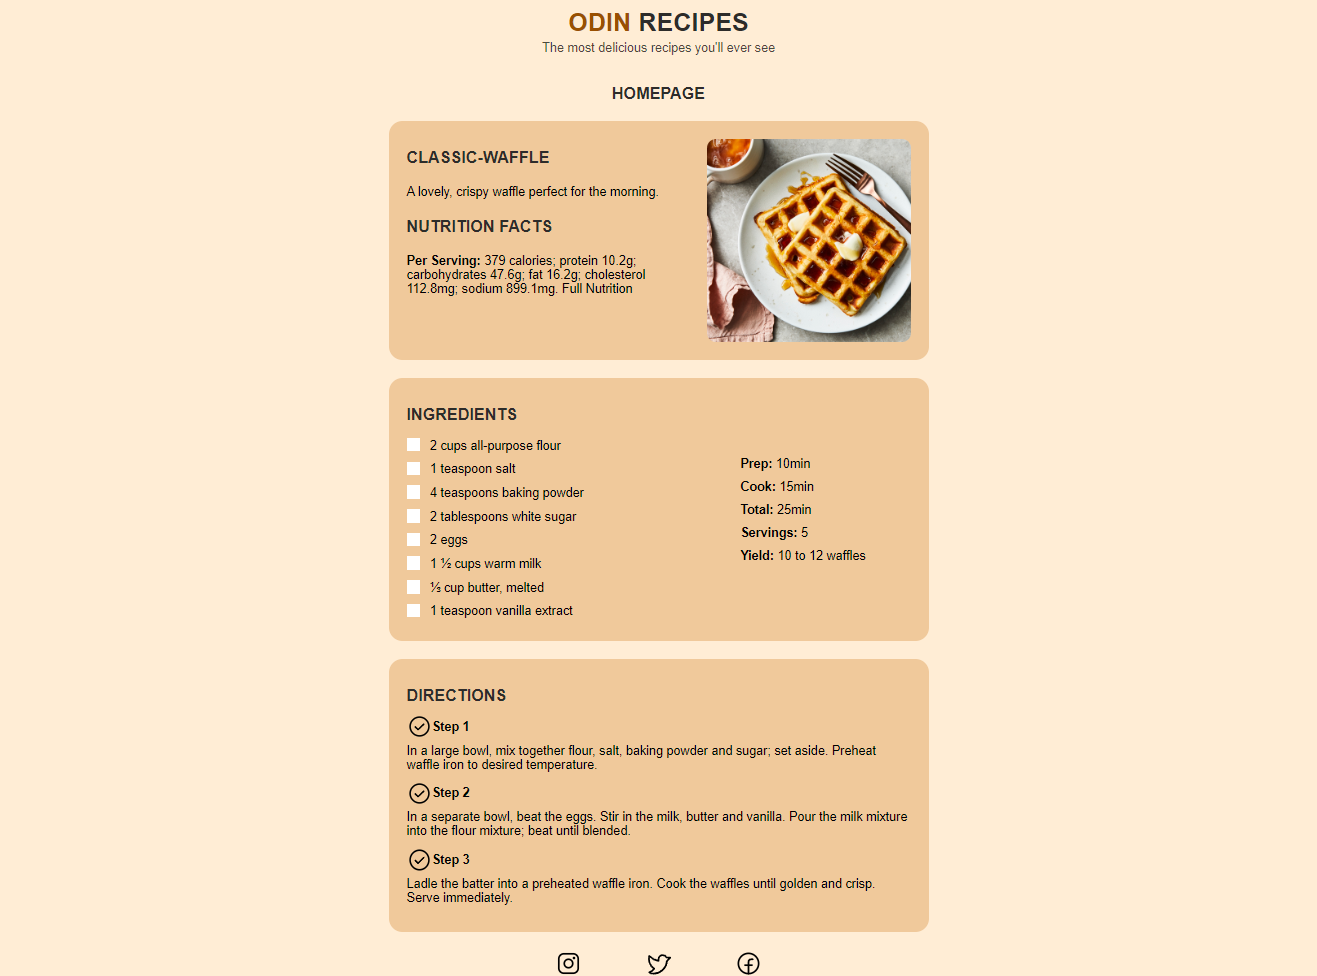 ODIN RECIPES
The most delicious recipes you'll ever see
HOMEPAGE
CLASSIC-WAFFLE
A lovely, crispy waffle perfect for the morning.
NUTRITION FACTS
Per Serving: 379 calories; protein 10.2g;
carbohydrates 47.6g; fat 16.2g; cholesterol
112.8mg; sodium 899.1mg. Full Nutrition
INGREDIENTS
2 cups all-purpose flour
1 teaspoon salt
4 teaspoons baking powder
2 tablespoons white sugar
2 eggs
1 ½ cups warm milk
⅓ cup butter, melted
1 teaspoon vanilla extract
Prep: 10min
Cook: 15min
Total: 25min
Servings: 5
Yield: 10 to 12 waffles
DIRECTIONS
Step 1
In a large bowl, mix together flour, salt, baking powder and sugar; set aside. Preheat
waffle iron to desired temperature.
Step 2
In a separate bowl, beat the eggs. Stir in the milk, butter and vanilla. Pour the milk mixture
into the flour mixture; beat until blended.
Step 3
Ladle the batter into a preheated waffle iron. Cook the waffles until golden and crisp.
Serve immediately.